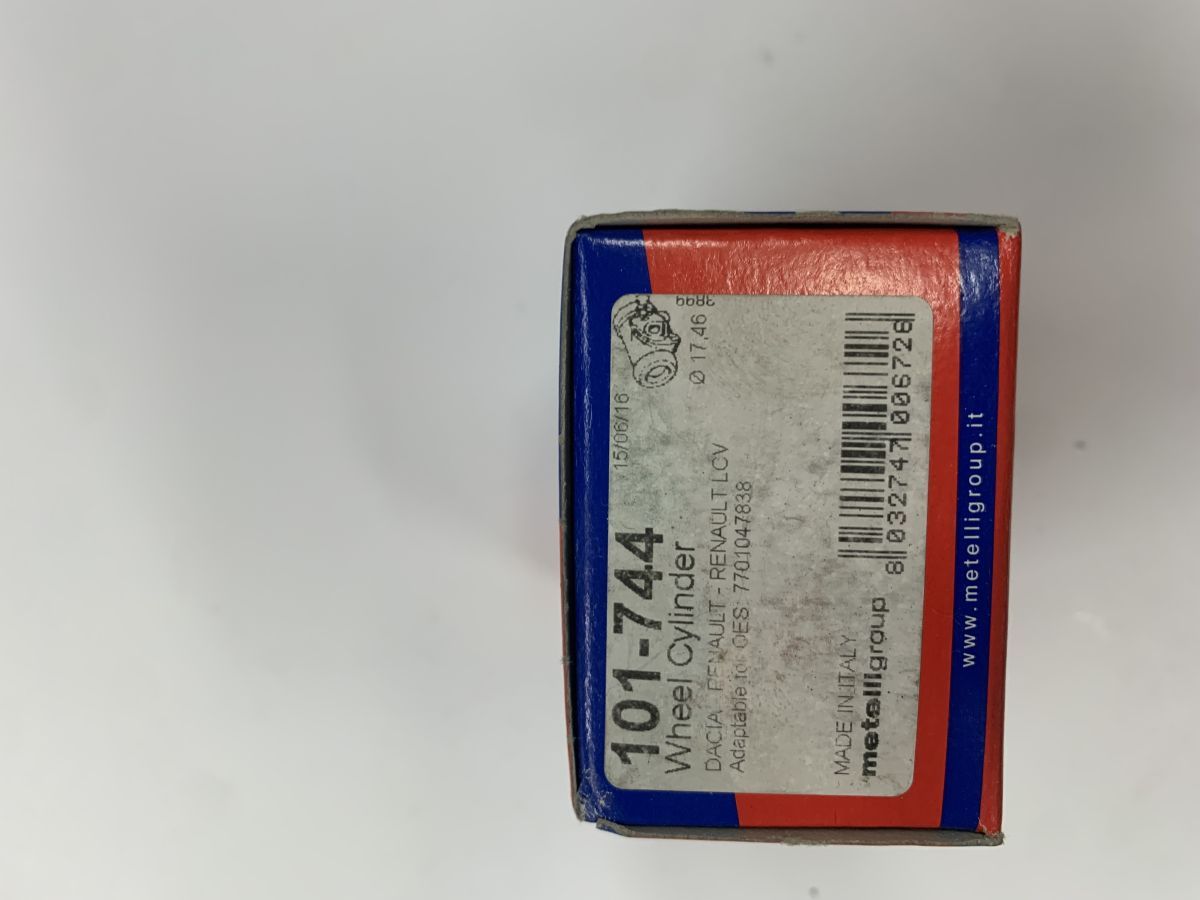 101-744
15/06/16
Wheel Cylinder
DACIA - RENAULT - RENAULT LCV
Ø 17,46
Adaptable for OES: 7701047838
MADE IN ITALY
metelligroup
8 032747 006728
www.metelligroup.it